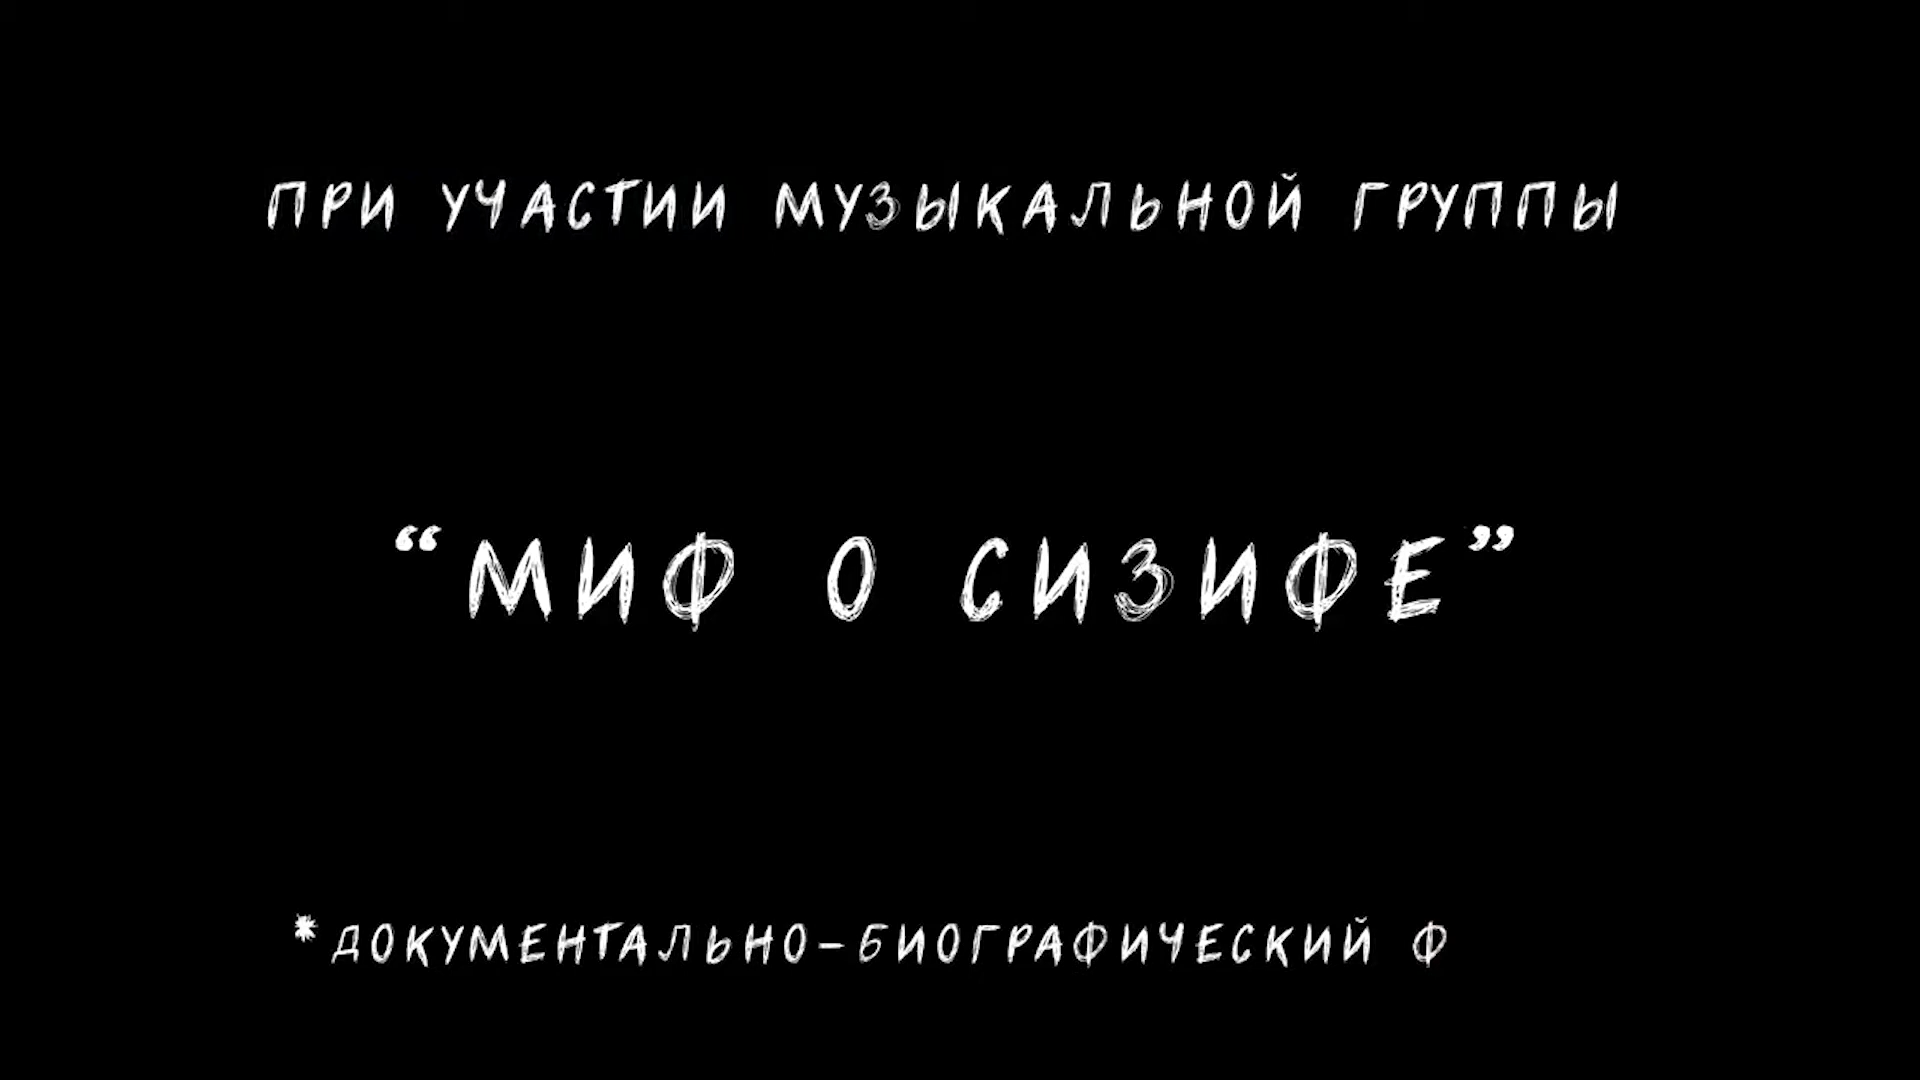 ПРИ УЧАСТИИ МУЗЫКАЛЬНОЙ ГРУППЫ
“МИФ О СИЗИФЕ”
*ДОКУМЕНТАЛЬНО-БИОГРАФИЧЕСКИЙ Ф